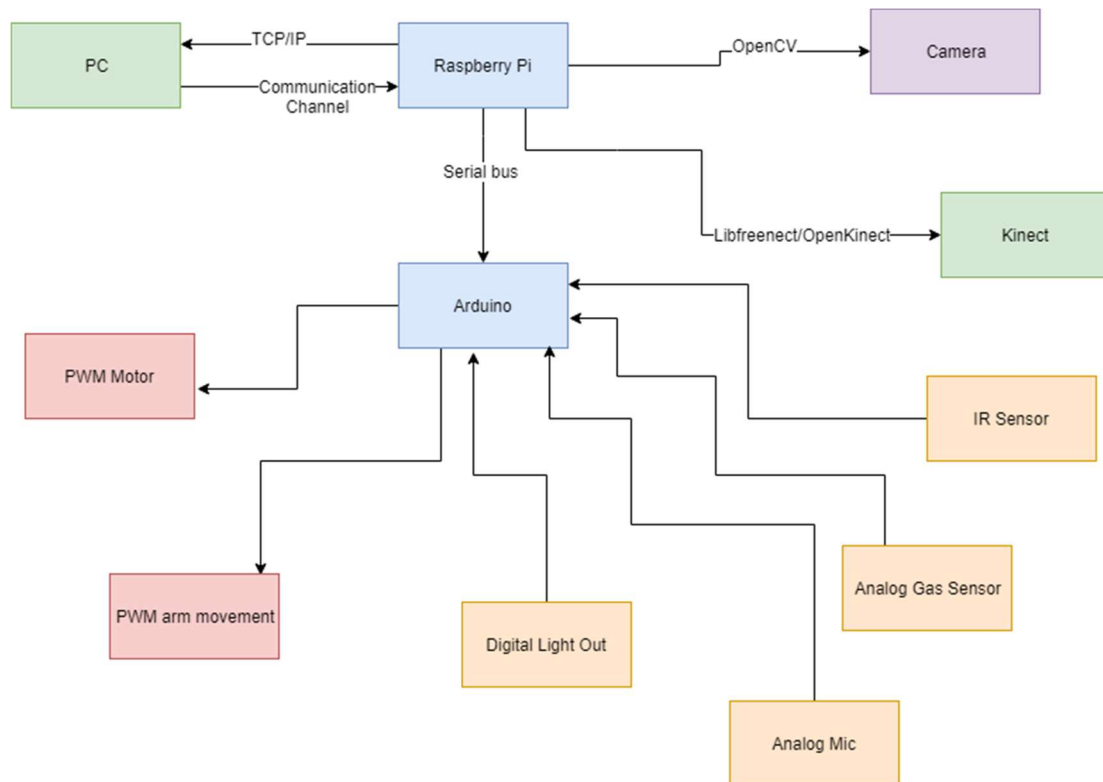 TCP/IP
PC
Raspberry Pi
OpenCV
Camera
Communication
Channel
Serial bus
Libfreenect/OpenKinect
Kinect
Arduino
PWM Motor
IR Sensor
Analog Gas Sensor
PWM arm movement
Digital Light Out
Analog Mic